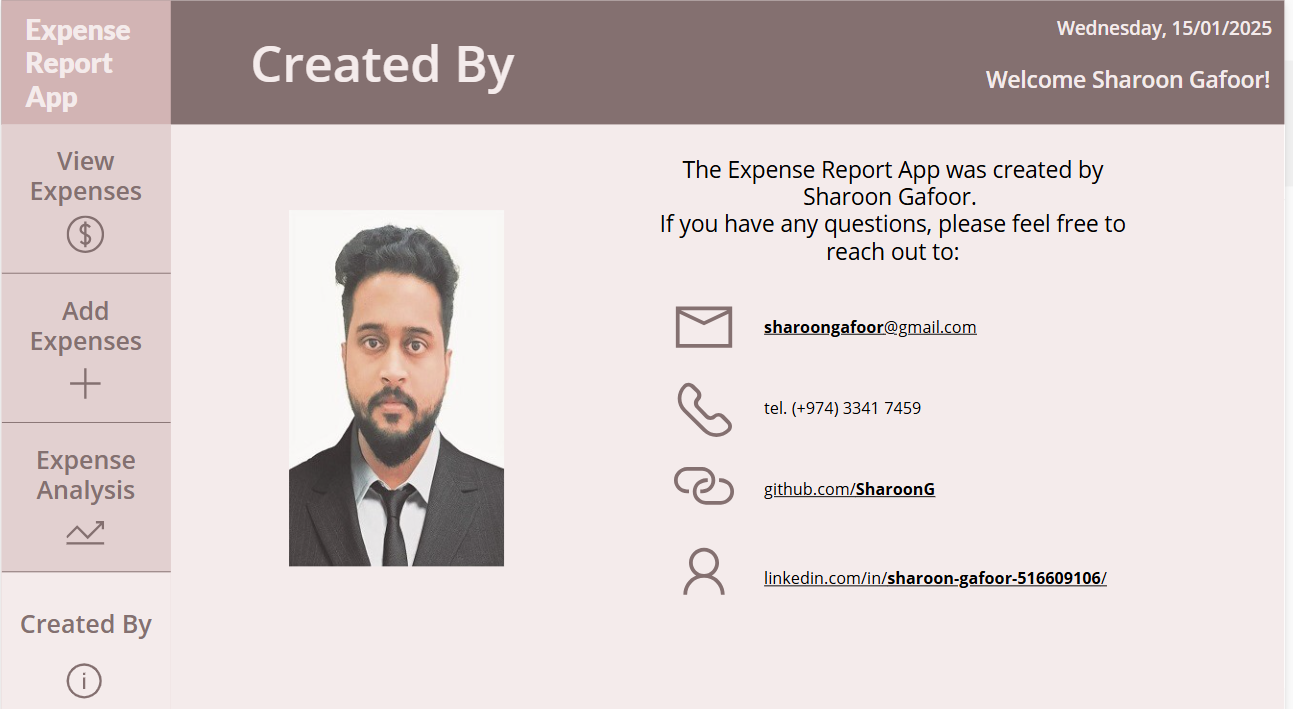 Expense
Report
App
Created By
Wednesday, 15/01/2025
Welcome Sharoon Gafoor!
View
Expenses
$
Add
Expenses
Expense
Analysis
Created By
i
The Expense Report App was created by
Sharoon Gafoor.
If you have any questions, please feel free to
reach out to:
sharoongafoor@gmail.com
tel. (+974) 3341 7459
github.com/SharoonG
linkedin.com/in/sharoon-gafoor-516609106/